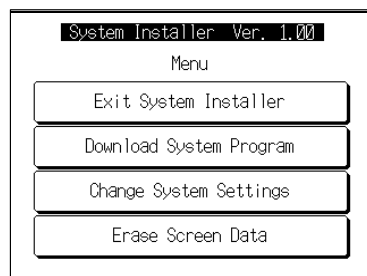 System Installer Ver. 1.00
Menu
Exit System Installer
Download System Program
Change System Settings
Erase Screen Data